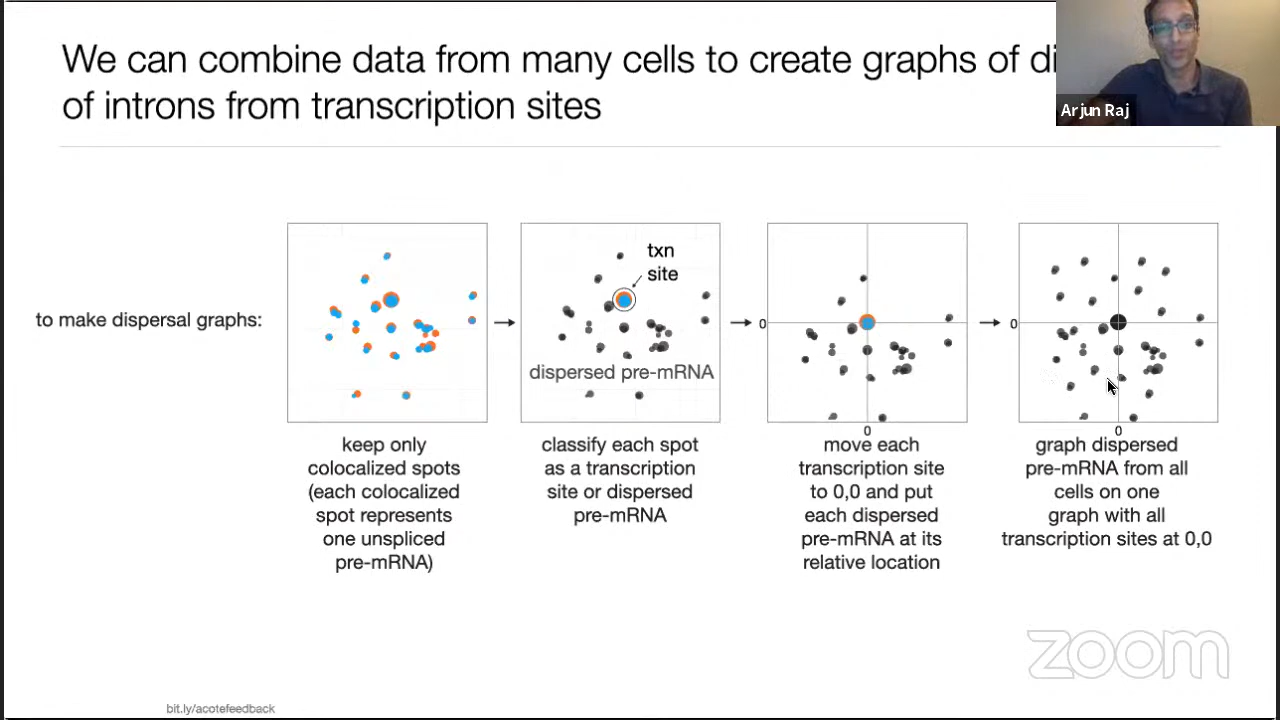 We can combine data from many cells to create graphs of
of introns from transcription sites
Arjun Raj
to make dispersal graphs:
txn
site
dispersed pre-mRNA
0
0
0
0
keep only
colocalized spots
(each colocalized
spot represents
one unspliced
pre-mRNA)
classify each spot
as a transcription
site or dispersed
pre-mRNA
move each
transcription site
to 0,0 and put
each dispersed
pre-mRNA at its
relative location
graph dispersed
pre-mRNA from all
cells on one
graph with all
transcription sites at 0,0
zoom
bit.ly/acotefeedback